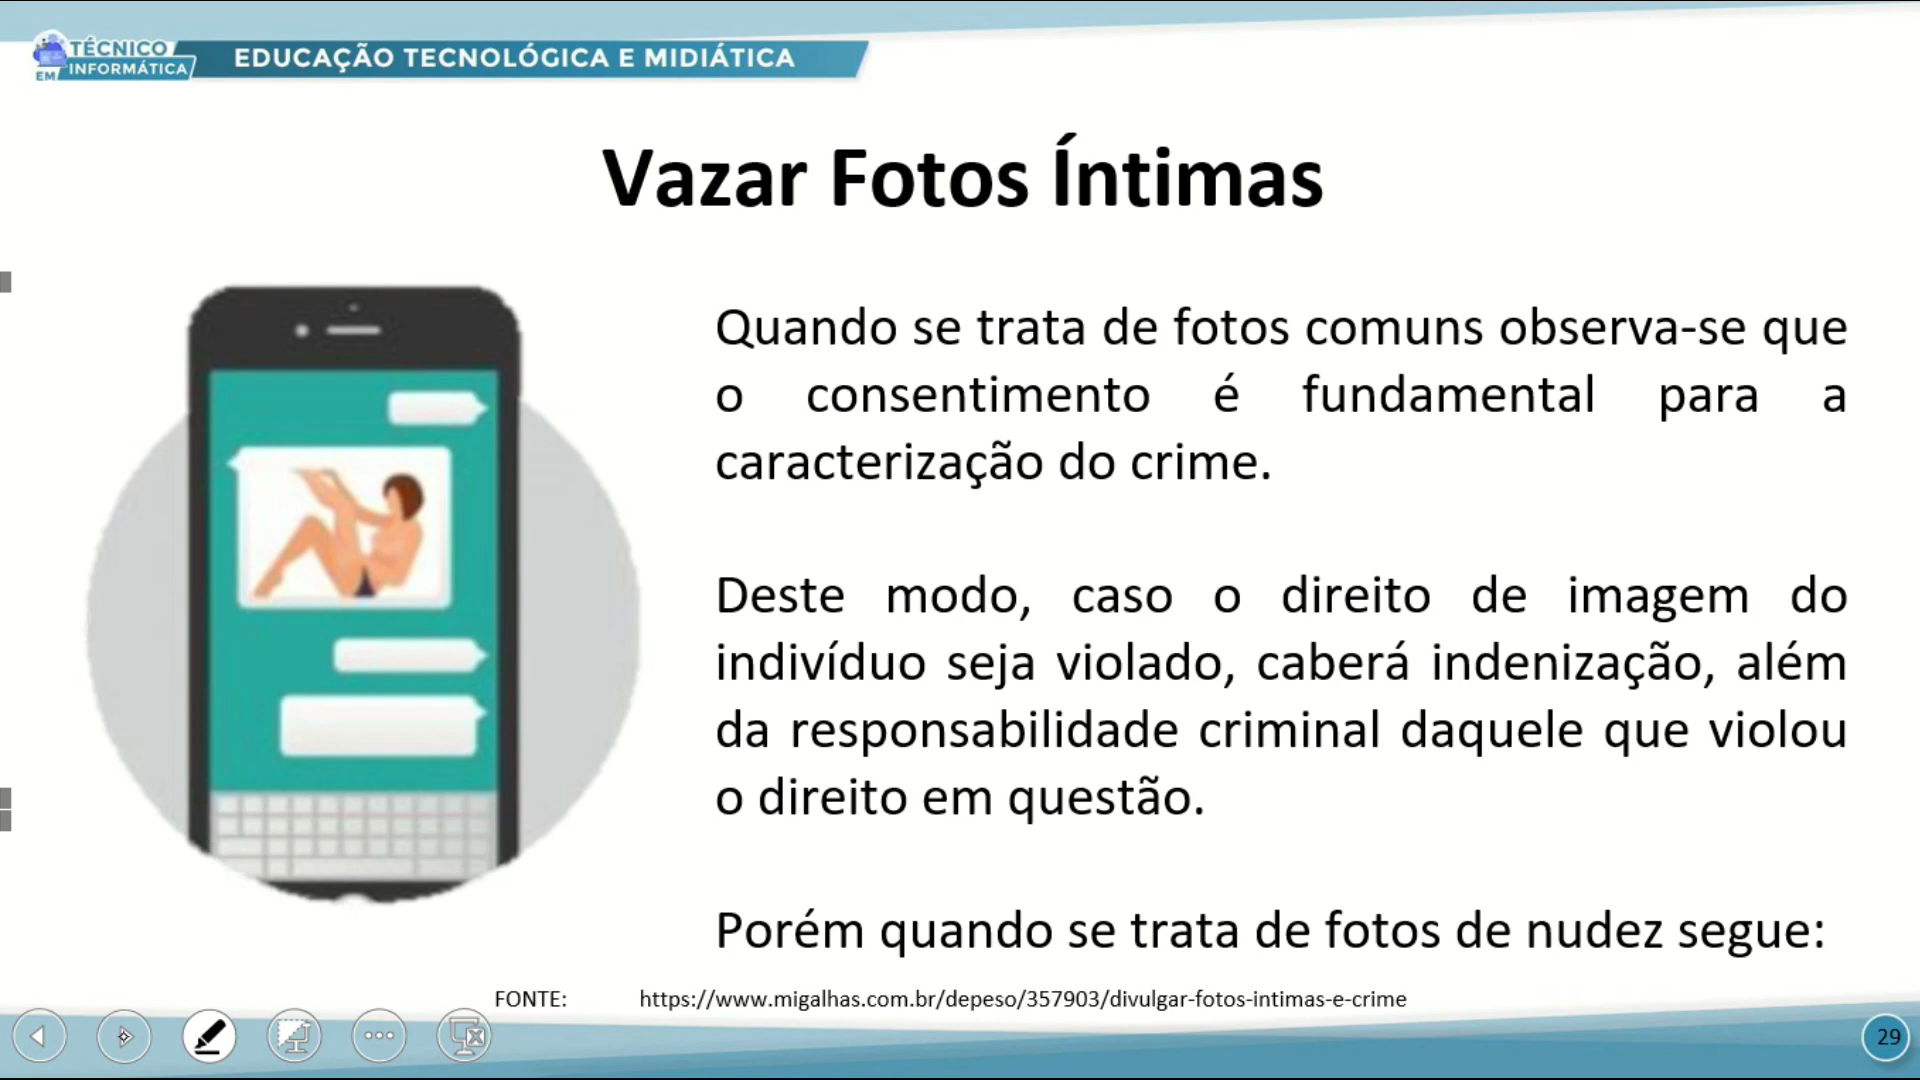 TÉCNICO
EM INFORMÁTICA
EDUCAÇÃO TECNOLÓGICA E MIDIÁTICA
Vazar Fotos Íntimas
Quando se trata de fotos comuns observa-se que
o consentimento é fundamental para a
caracterização do crime.
Deste modo, caso o direito de imagem do
indivíduo seja violado, caberá indenização, além
da responsabilidade criminal daquele que violou
o direito em questão.
Porém quando se trata de fotos de nudez segue:
FONTE: https://www.migalhas.com.br/depeso/357903/divulgar-fotos-intimas-e-crime
29